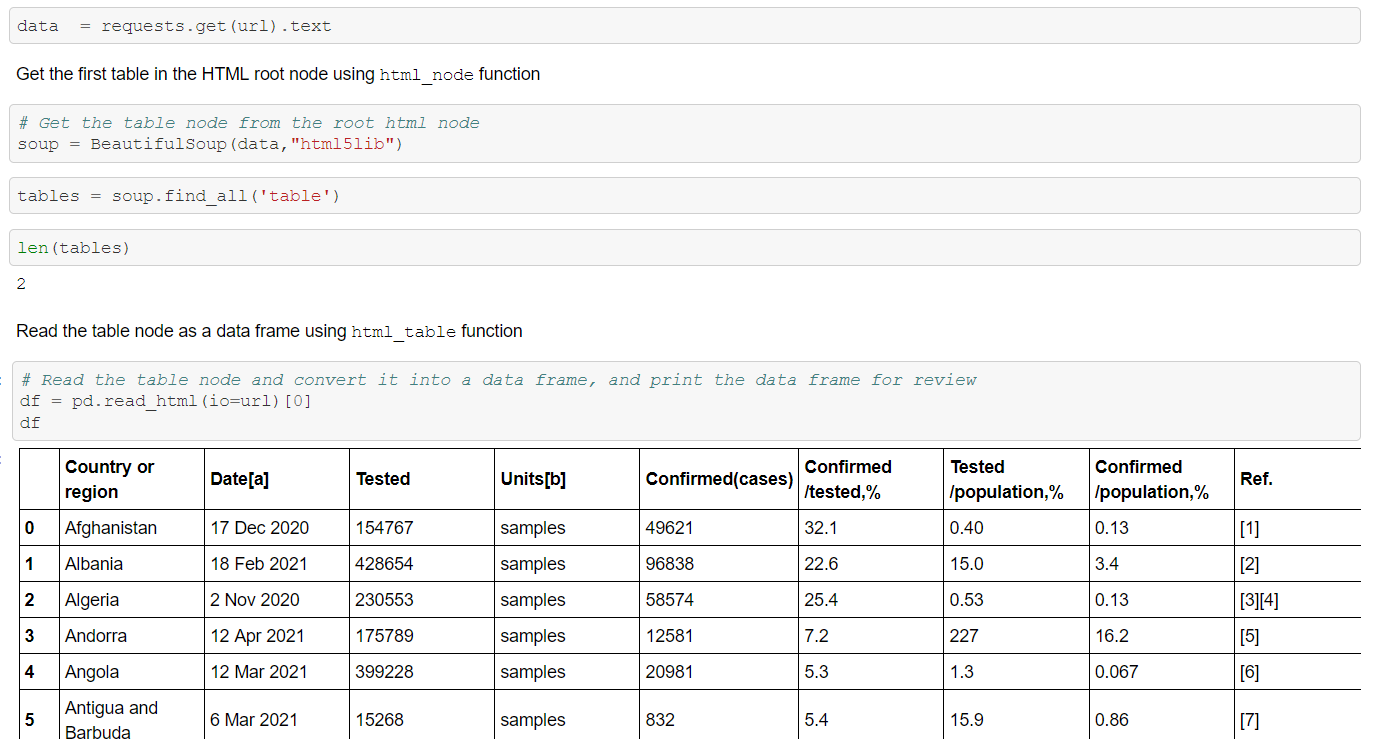 data  = requests.get(url).text
Get the first table in the HTML root node using html_node function
# Get the table node from the root html node
soup = BeautifulSoup(data,"html5lib")
tables = soup.find_all('table')
len(tables)
2
Read the table node as a data frame using html_table function
# Read the table node and convert it into a data frame, and print the data frame for review
df = pd.read_html(io=url)[0]
df
Country or region Date[a] Tested Units[b] Confirmed(cases) Confirmed /tested,% Tested /population,% Confirmed /population,% Ref.
0 Afghanistan 17 Dec 2020 154767 samples 49621 32.1 0.40 0.13 [1]
1 Albania 18 Feb 2021 428654 samples 96838 22.6 15.0 3.4 [2]
2 Algeria 2 Nov 2020 230553 samples 58574 25.4 0.53 0.13 [3][4]
3 Andorra 12 Apr 2021 175789 samples 12581 7.2 227 16.2 [5]
4 Angola 12 Mar 2021 399228 samples 20981 5.3 1.3 0.067 [6]
5 Antigua and Barbuda 6 Mar 2021 15268 samples 832 5.4 15.9 0.86 [7]